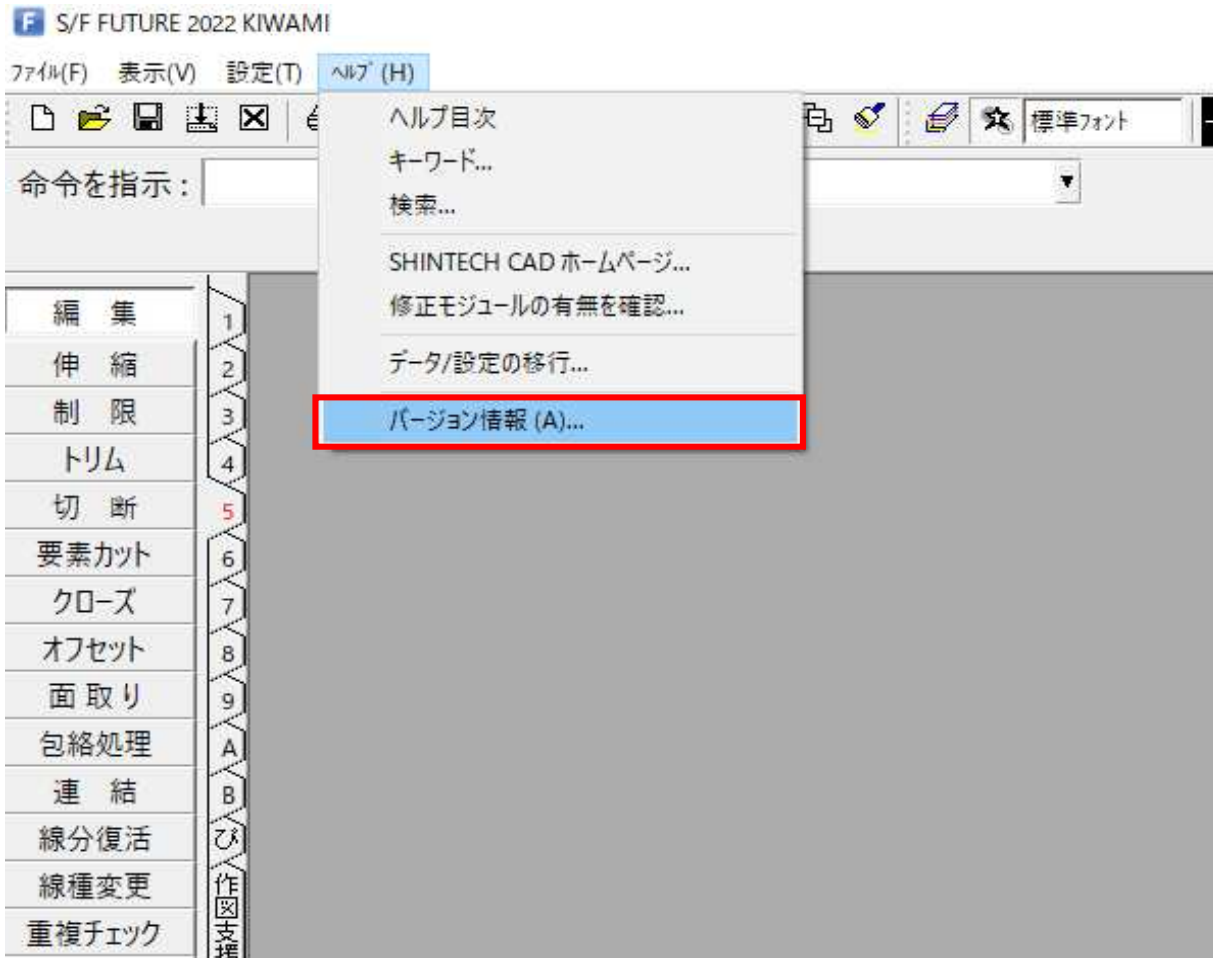 S/F FUTURE 2022 KIWAMI
ﾌｧｲﾙ(F) 表示(V) 設定(T) ﾍﾙﾌﾟ(H)
標準ﾌｫﾝﾄ
命令を指示：
ヘルプ目次
キーワード...
検索...
SHINTECH CAD ホームページ...
修正モジュールの有無を確認...
データ/設定の移行...
バージョン情報 (A)...
編 集
伸 縮
制 限
トリム
切 断
要素カット
クローズ
オフセット
面取り
包絡処理
連 結
線分復活
線種変更
重複チェック
1
2
3
4
5
6
7
8
9
A
B
び
作図支援